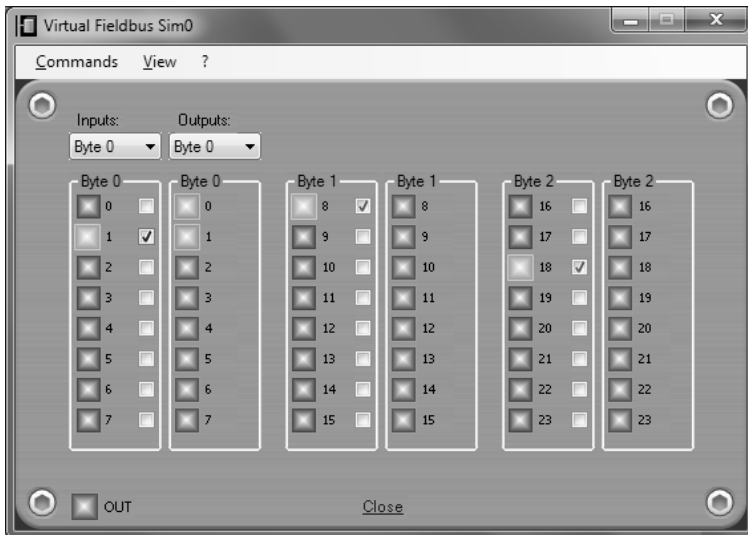 Virtual Fieldbus Sim0
Commands View ?
Inputs: Outputs:
Byte 0 Byte 0
Byte 0 Byte 0 Byte 1 Byte 1 Byte 2 Byte 2
0 0 8 8 16 16
1 1 9 9 17 17
2 2 10 10 18 18
3 3 11 11 19 19
4 4 12 12 20 20
5 5 13 13 21 21
6 6 14 14 22 22
7 7 15 15 23 23
OUT Close